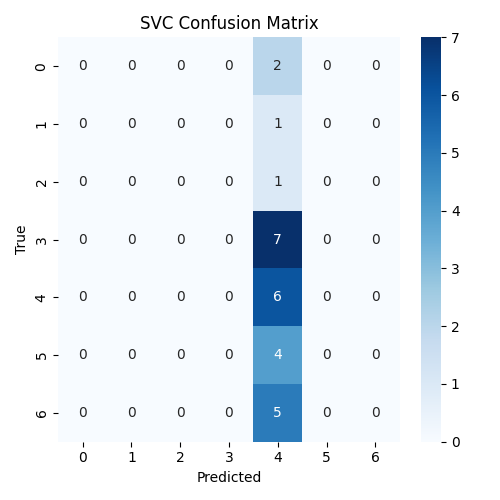 SVC Confusion Matrix
0 0 0 0 0 2 0 0
1 0 0 0 0 1 0 0
2 0 0 0 0 1 0 0
3 0 0 0 0 7 0 0
4 0 0 0 0 6 0 0
5 0 0 0 0 4 0 0
6 0 0 0 0 5 0 0
0 1 2 3 4 5 6
True
Predicted
7
6
5
4
3
2
1
0